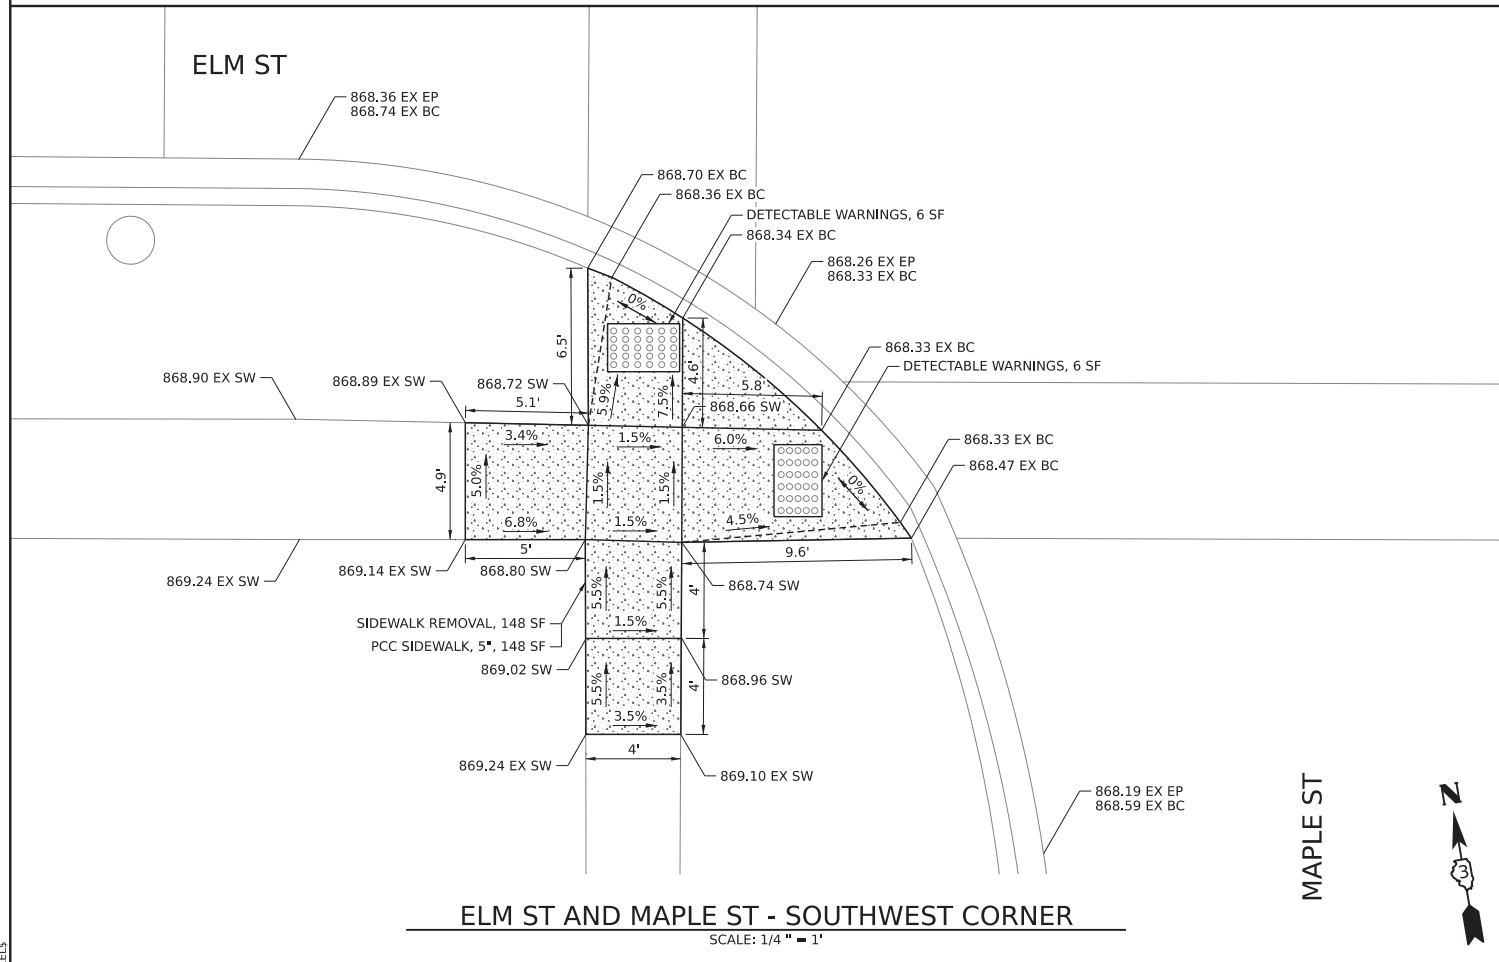 ELM ST
868.36 EX EP
868.74 EX BC
868.70 EX BC
868.36 EX BC
DETECTABLE WARNINGS, 6 SF
868.34 EX BC
868.26 EX EP
868.33 EX BC
0%
6.5'
4.6'
868.33 EX BC
DETECTABLE WARNINGS, 6 SF
868.90 EX SW
868.89 EX SW
868.72 SW
5.1'
5.9%
7.5%
5.8'
868.66 SW
3.4%
1.5%
6.0%
868.33 EX BC
868.47 EX BC
4.9'
5.0%
1.5%
1.5%
0%
6.8%
1.5%
4.5%
5'
9.6'
869.24 EX SW
869.14 EX SW
868.80 SW
868.74 SW
5.5%
5.5%
4'
SIDEWALK REMOVAL, 148 SF
PCC SIDEWALK, 5", 148 SF
1.5%
869.02 SW
868.96 SW
5.5%
3.5%
4'
3.5%
4'
869.24 EX SW
869.10 EX SW
868.19 EX EP
868.59 EX BC
MAPLE ST
N
3
ELM ST AND MAPLE ST - SOUTHWEST CORNER
SCALE: 1/4 " = 1'